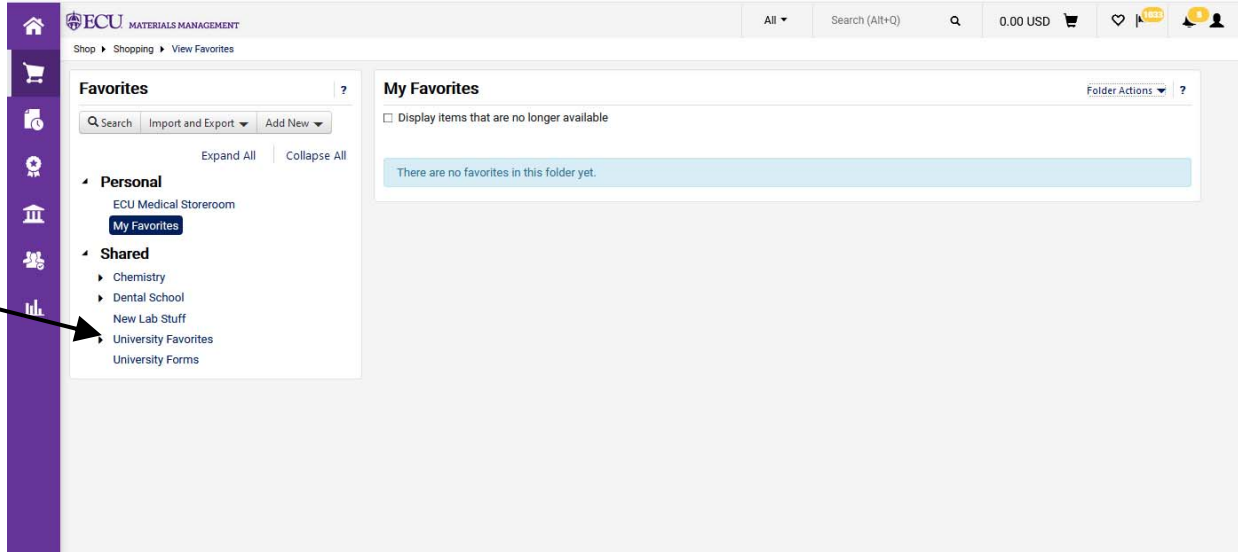 ECU MATERIALS MANAGEMENT
All Search (Alt+Q) 0.00 USD 1033 6
Shop Shopping View Favorites
Favorites ?
Search Import and Export Add New
Expand All Collapse All
Personal
ECU Medical Storeroom
My Favorites
Shared
Chemistry
Dental School
New Lab Stuff
University Favorites
University Forms
My Favorites Folder Actions ?
Display items that are no longer available
There are no favorites in this folder yet.